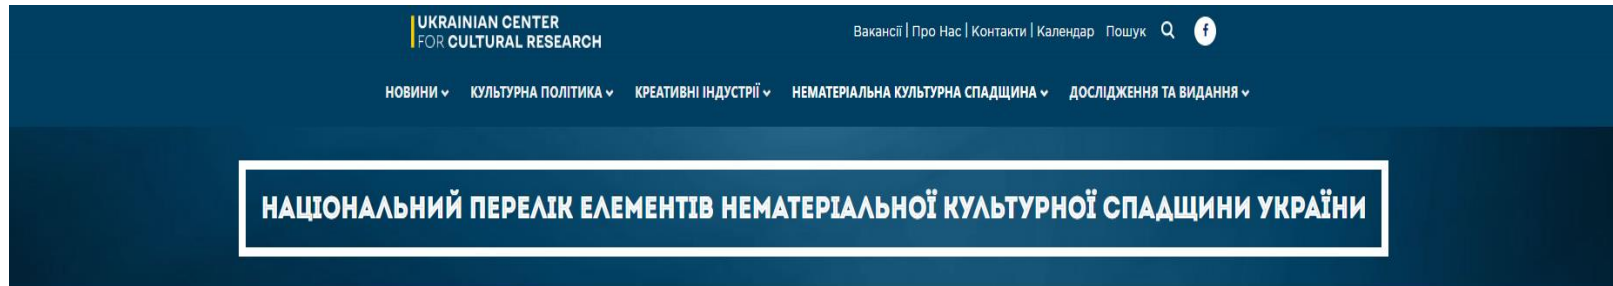 UKRAINIAN CENTER
FOR CULTURAL RESEARCH
Вакансії | Про Нас | Контакти | Календар Пошук
НОВИНИ КУЛЬТУРНА ПОЛІТИКА КРЕАТИВНІ ІНДУСТРІЇ НЕМАТЕРІАЛЬНА КУЛЬТУРНА СПАДЩИНА ДОСЛІДЖЕННЯ ТА ВИДАННЯ
НАЦІОНАЛЬНИЙ ПЕРЕЛІК ЕЛЕМЕНТІВ НЕМАТЕРІАЛЬНОЇ КУЛЬТУРНОЇ СПАДЩИНИ УКРАЇНИ